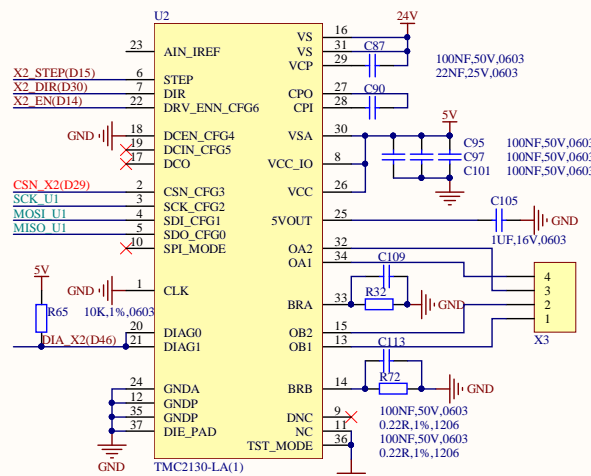 U2
24V
23
AIN_IREF
VS
16
VS
31
VCP
29
C87
100NF,50V,0603
22NF,25V,0603
X2_STEP(D15)
6
STEP
X2_DIR(D30)
7
DIR
X2_EN(D14)
22
DRV_ENN_CFG6
CPO
27
CPI
28
C90
GND
18
DCEN_CFG4
19
DCIN_CFG5
17
DCO
VSA
30
VCC_IO
8
VCC
26
5V
C95
C97
C101
100NF,50V,0603
100NF,50V,0603
100NF,50V,0603
CSN_X2(D29)
2
CSN_CFG3
SCK_U1
3
SCK_CFG2
MOSI_U1
4
SDI_CFG1
MISO_U1
5
SDO_CFG0
10
SPI_MODE
5VOUT
25
C105
1UF,16V,0603
GND
OA2
32
OA1
34
5V
GND
1
CLK
R65
10K,1%,0603
BRA
33
C109
R32
GND
4
3
2
1
X3
DIA_X2(D46)
20
DIAG0
21
DIAG1
OB2
15
OB1
13
C113
24
GNDA
12
GNDP
35
GNDP
37
DIE_PAD
GND
BRB
14
R72
GND
DNC
9
NC
11
TST_MODE
36
100NF,50V,0603
0.22R,1%,1206
100NF,50V,0603
0.22R,1%,1206
TMC2130-LA(1)